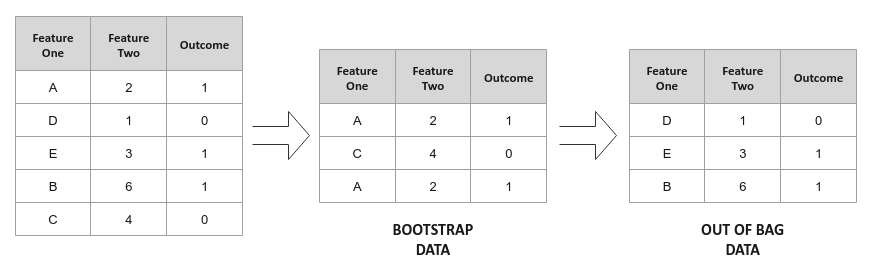 Feature One Feature Two Outcome
A 2 1
D 1 0
E 3 1
B 6 1
C 4 0
Feature One Feature Two Outcome
A 2 1
C 4 0
A 2 1
BOOTSTRAP
DATA
Feature One Feature Two Outcome
D 1 0
E 3 1
B 6 1
OUT OF BAG
DATA